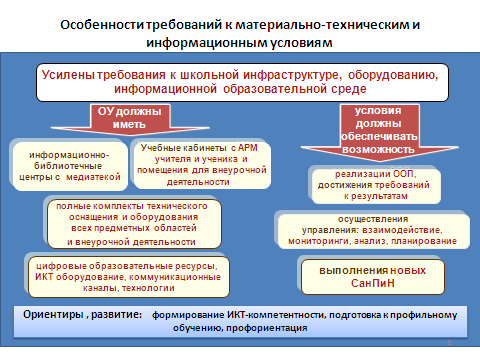 Особенности требований к материально-техническим и
информационным условиям
Усилены требования к школьной инфраструктуре, оборудованию,
информационной образовательной среде
ОУ должны
иметь
информационно-
библиотечные
центры с медиатекой
Учебные кабинеты с АРМ
учителя и ученика и
помещения для внеурочной
деятельности
полные комплекты технического
оснащения и оборудования
всех предметных областей
и внеурочной деятельности
цифровые образовательные ресурсы,
ИКТ оборудование, коммуникационные
каналы, технологии
условия
должны
обеспечивать
возможность
реализации ООП,
достижения требований
к результатам
осуществления
управления: взаимодействие,
мониторинги, анализ, планирование
выполнения новых
СанПиН
Ориентиры , развитие: формирование ИКТ-компетентности, подготовка к профильному
обучению, профориентация